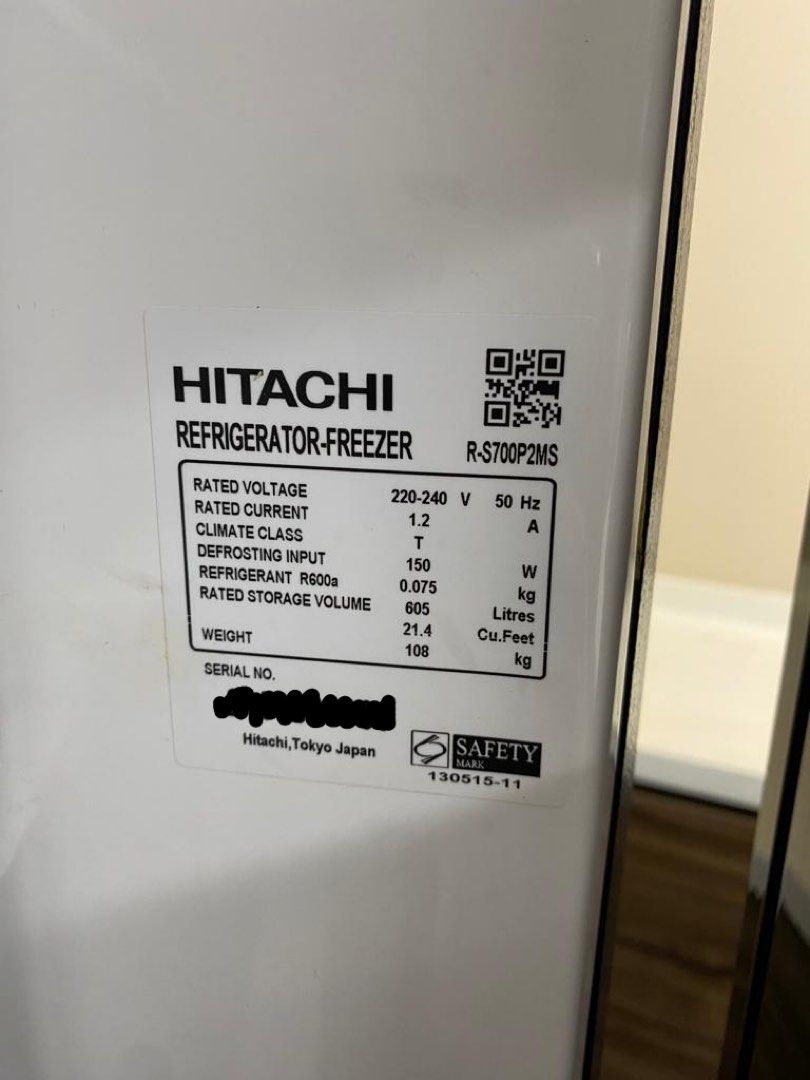 HITACHI
REFRIGERATOR-FREEZER R-S700P2MS
RATED VOLTAGE 220-240 V 50 Hz
RATED CURRENT 1.2 A
CLIMATE CLASS T
DEFROSTING INPUT 150 W
REFRIGERANT R600a 0.075 kg
RATED STORAGE VOLUME 605 Litres
21.4 Cu.Feet
WEIGHT 108 kg
SERIAL NO.
Hitachi,Tokyo Japan
SAFETY
MARK
130515-11